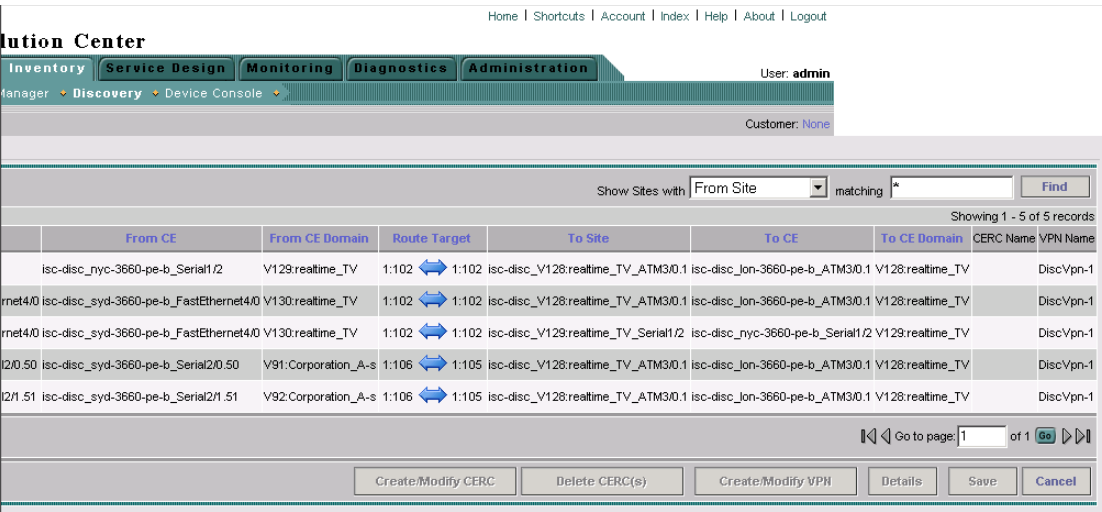 Home | Shortcuts | Account | Index | Help | About | Logout
lution Center
Inventory Service Design Monitoring Diagnostics Administration
User: admin
Manager Discovery Device Console
Customer: None
Show Sites with From Site matching * Find
Showing 1 - 5 of 5 records
From CE From CE Domain Route Target To Site To CE To CE Domain CERC Name VPN Name
isc-disc_nyc-3660-pe-b_Serial1/2 V129:realtime_TV 1:102 1:102 isc-disc_V128:realtime_TV_ATM3/0.1 isc-disc_lon-3660-pe-b_ATM3/0.1 V128:realtime_TV DiscVpn-1
rnet4/0 isc-disc_syd-3660-pe-b_FastEthernet4/0 V130:realtime_TV 1:102 1:102 isc-disc_V128:realtime_TV_ATM3/0.1 isc-disc_lon-3660-pe-b_ATM3/0.1 V128:realtime_TV DiscVpn-1
rnet4/0 isc-disc_syd-3660-pe-b_FastEthernet4/0 V130:realtime_TV 1:102 1:102 isc-disc_V129:realtime_TV_Serial1/2 isc-disc_nyc-3660-pe-b_Serial1/2 V129:realtime_TV DiscVpn-1
l2/0.50 isc-disc_syd-3660-pe-b_Serial2/0.50 V91:Corporation_A-s 1:106 1:105 isc-disc_V128:realtime_TV_ATM3/0.1 isc-disc_lon-3660-pe-b_ATM3/0.1 V128:realtime_TV DiscVpn-1
l2/1.51 isc-disc_syd-3660-pe-b_Serial2/1.51 V92:Corporation_A-s 1:106 1:105 isc-disc_V128:realtime_TV_ATM3/0.1 isc-disc_lon-3660-pe-b_ATM3/0.1 V128:realtime_TV DiscVpn-1
Go to page: 1 of 1 Go
Create/Modify CERC Delete CERC(s) Create/Modify VPN Details Save Cancel